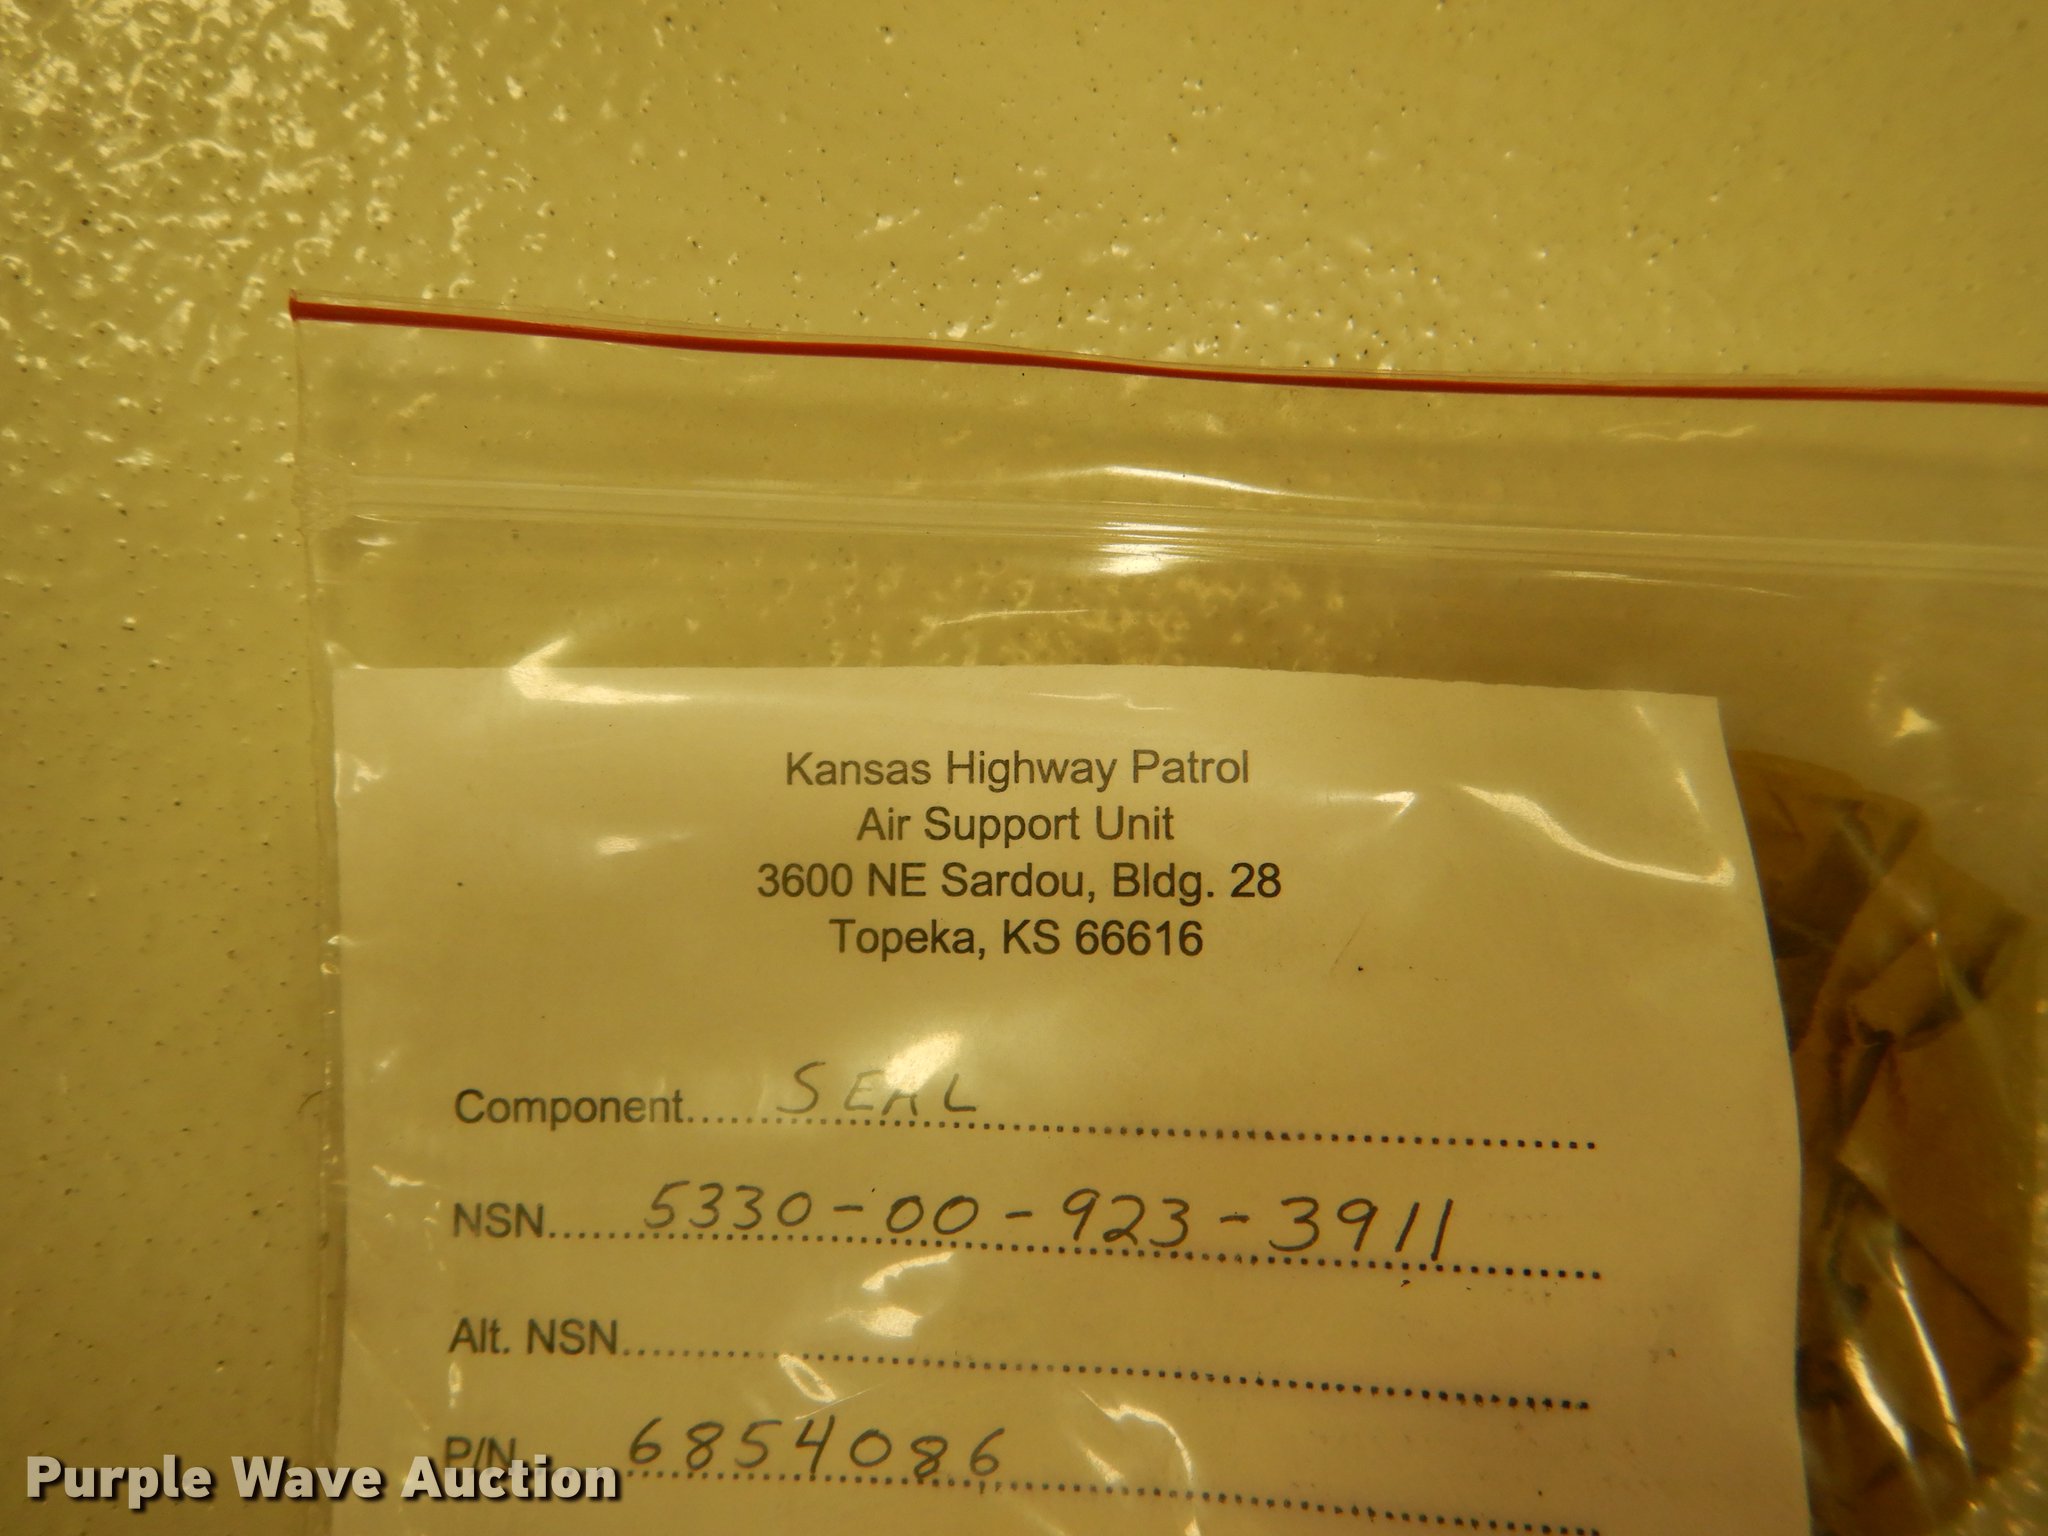 Kansas Highway Patrol
Air Support Unit
3600 NE Sardou, Bldg. 28
Topeka, KS 66616
Component......SEAL..............................
NSN......5330-00-923-3911..............
Alt. NSN..............................
P/N.....6854086..............................
Purple Wave Auction